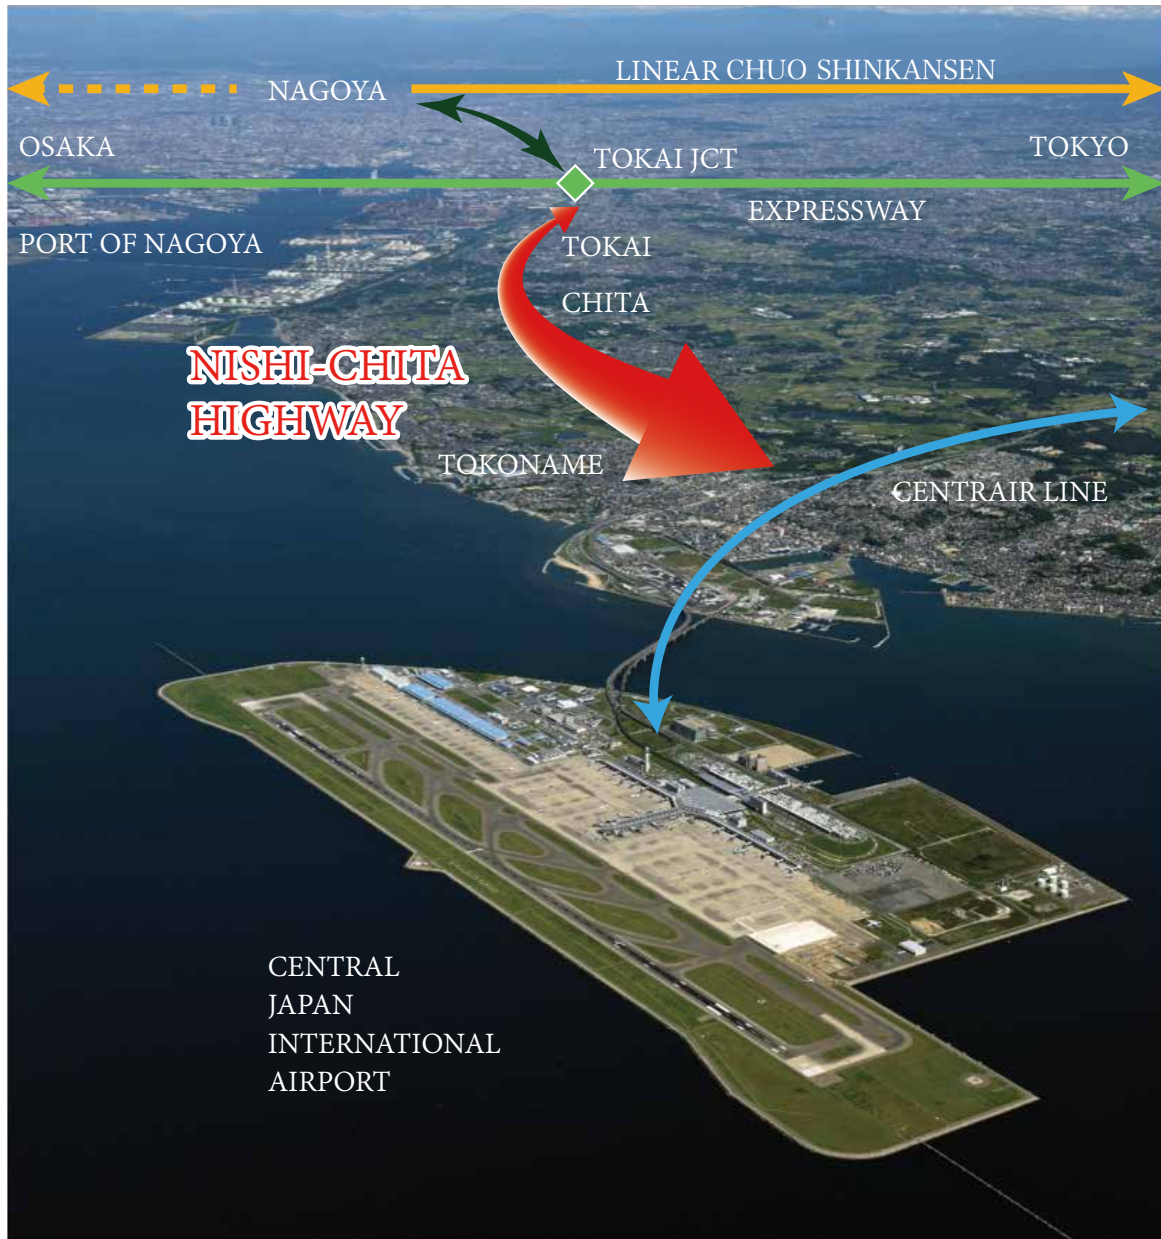 LINEAR CHUO SHINKANSEN
NAGOYA
OSAKA
TOKAI JCT
TOKYO
EXPRESSWAY
PORT OF NAGOYA
TOKAI
CHITA
NISHI-CHITA
HIGHWAY
TOKONAME
CENTRAIR LINE
CENTRAL
JAPAN
INTERNATIONAL
AIRPORT